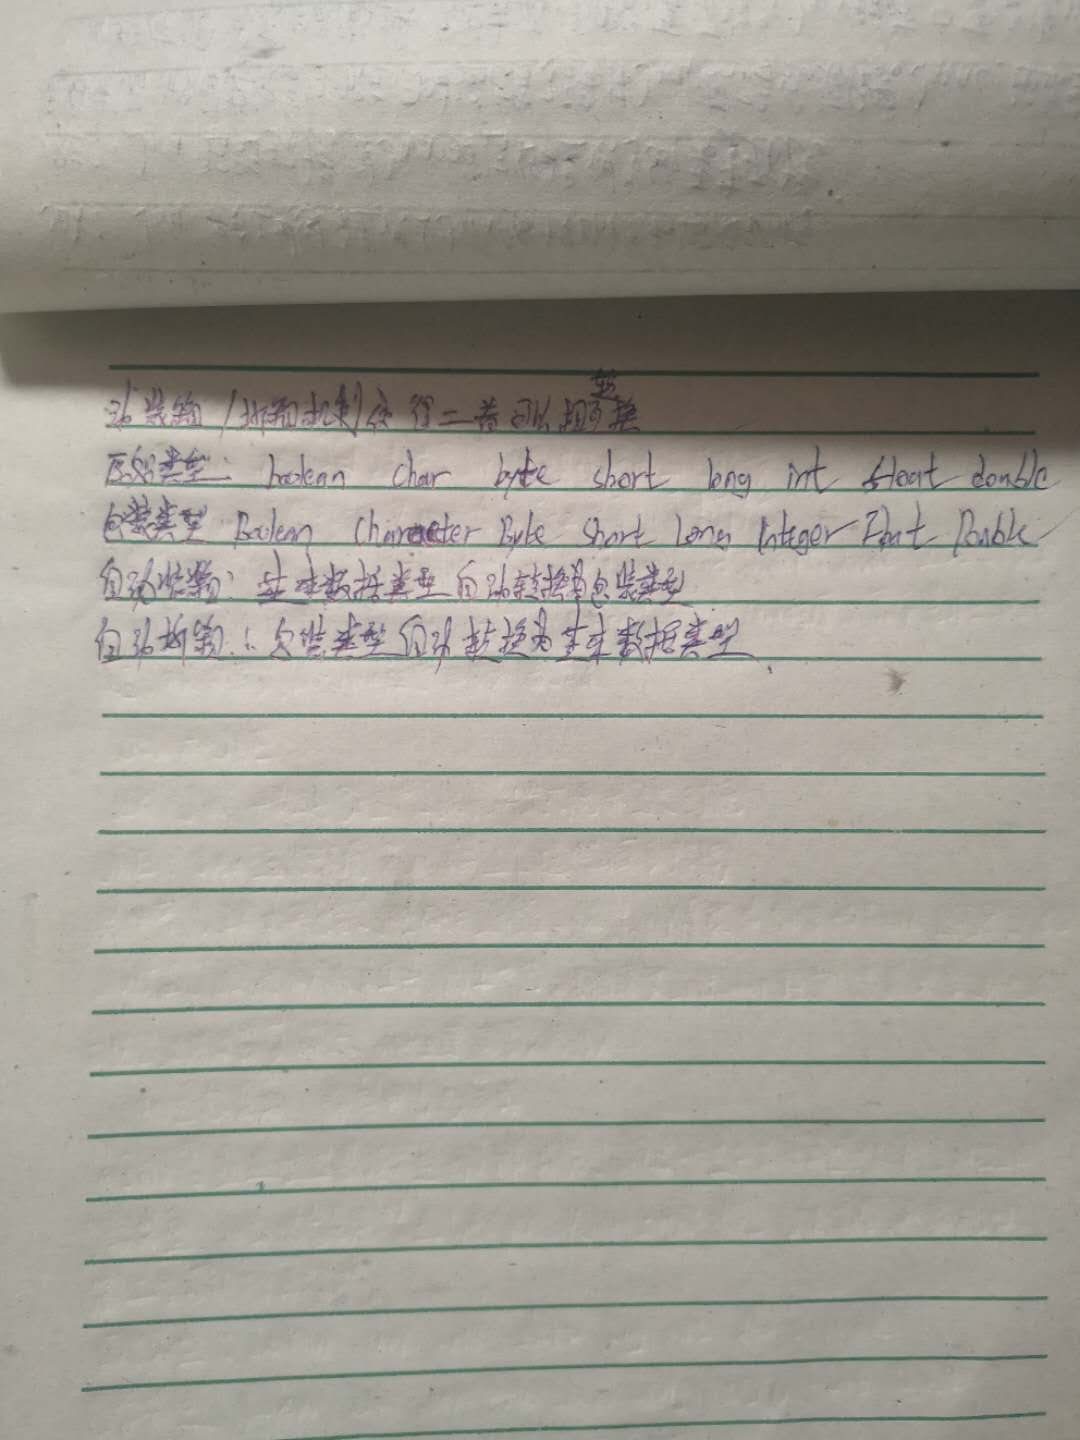 动装箱/拆箱机制使得二者可以相互转换
原始类型: boolean char byte short long int float double
包装类型 Boolean Character Byte Short Long Integer Float Double
自动装箱: 基本数据类型自动转换为包装类型
自动拆箱: 包装类型自动转换为基本数据类型